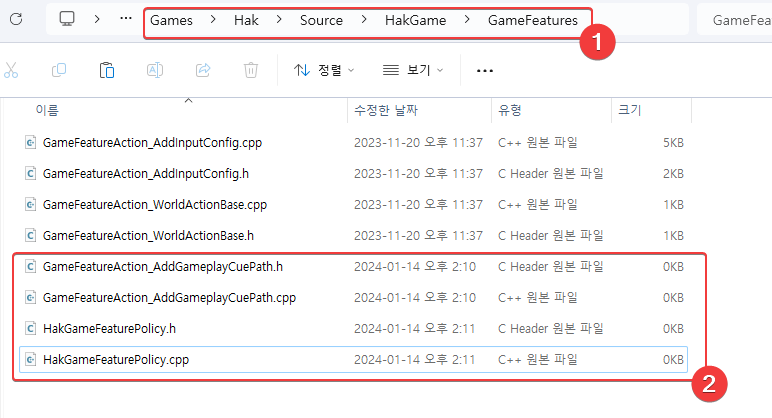 ... Games > Hak > Source > HakGame > GameFeatures GameFea
1
정렬 보기 ...
이름 수정한 날짜 유형 크기
GameFeatureAction_AddInputConfig.cpp 2023-11-20 오후 11:37 C++ 원본 파일 5KB
GameFeatureAction_AddInputConfig.h 2023-11-20 오후 11:37 C Header 원본 파일 2KB
GameFeatureAction_WorldActionBase.cpp 2023-11-20 오후 11:37 C++ 원본 파일 1KB
GameFeatureAction_WorldActionBase.h 2023-11-20 오후 11:37 C Header 원본 파일 1KB
GameFeatureAction_AddGameplayCuePath.h 2024-01-14 오후 2:10 C Header 원본 파일 0KB
GameFeatureAction_AddGameplayCuePath.cpp 2024-01-14 오후 2:10 C++ 원본 파일 0KB
HakGameFeaturePolicy.h 2024-01-14 오후 2:11 C Header 원본 파일 0KB
HakGameFeaturePolicy.cpp 2024-01-14 오후 2:11 C++ 원본 파일 0KB
2